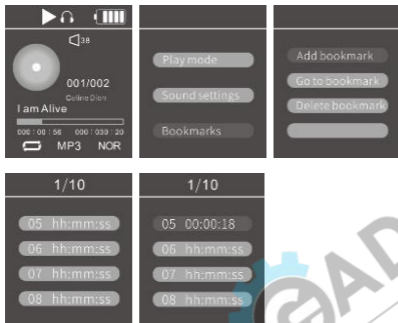 38
001/002
Celine Dion
I am Alive
000:00:56 000:030:20
MP3 NOR
Play mode
Sound settings
Bookmarks
Add bookmark
Go to bookmark
Delete bookmark
1/10
05 hh:mm:ss
06 hh:mm:ss
07 hh:mm:ss
08 hh:mm:ss
1/10
05 00:00:18
06 hh:mm:ss
07 hh:mm:ss
08 hh:mm:ss